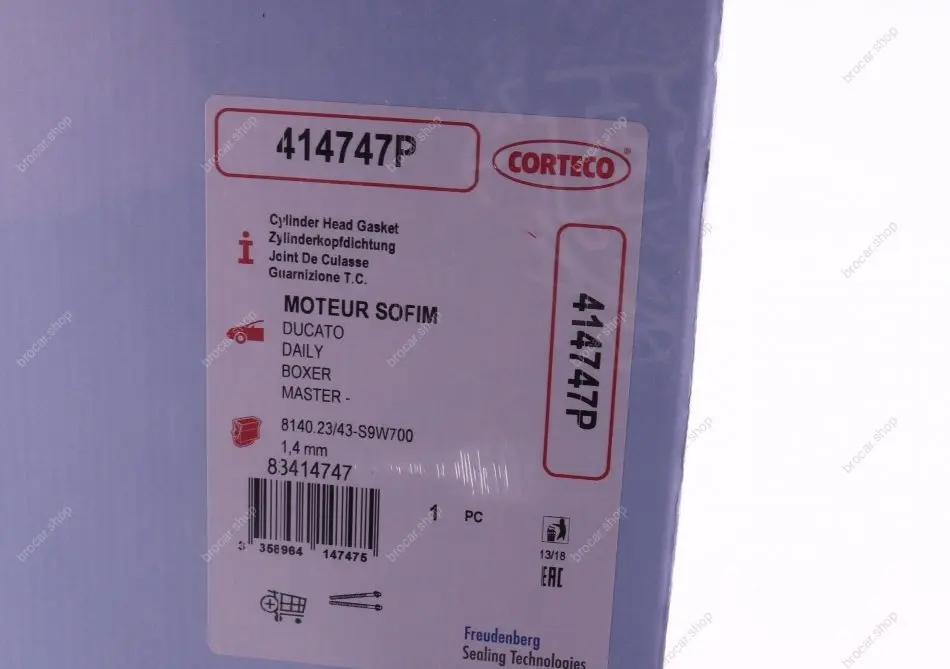 414747P
CORTECO®
Cylinder Head Gasket
Zylinderkopfdichtung
Joint De Culasse
Guarnizione T.C.
MOTEUR SOFIM
DUCATO
DAILY
BOXER
MASTER -
8140.23/43-S9W700
1,4 mm
83414747
3 358964 147475
1 PC
414747P
13/18
EAC
Freudenberg
Sealing Technologies
brocar.shop